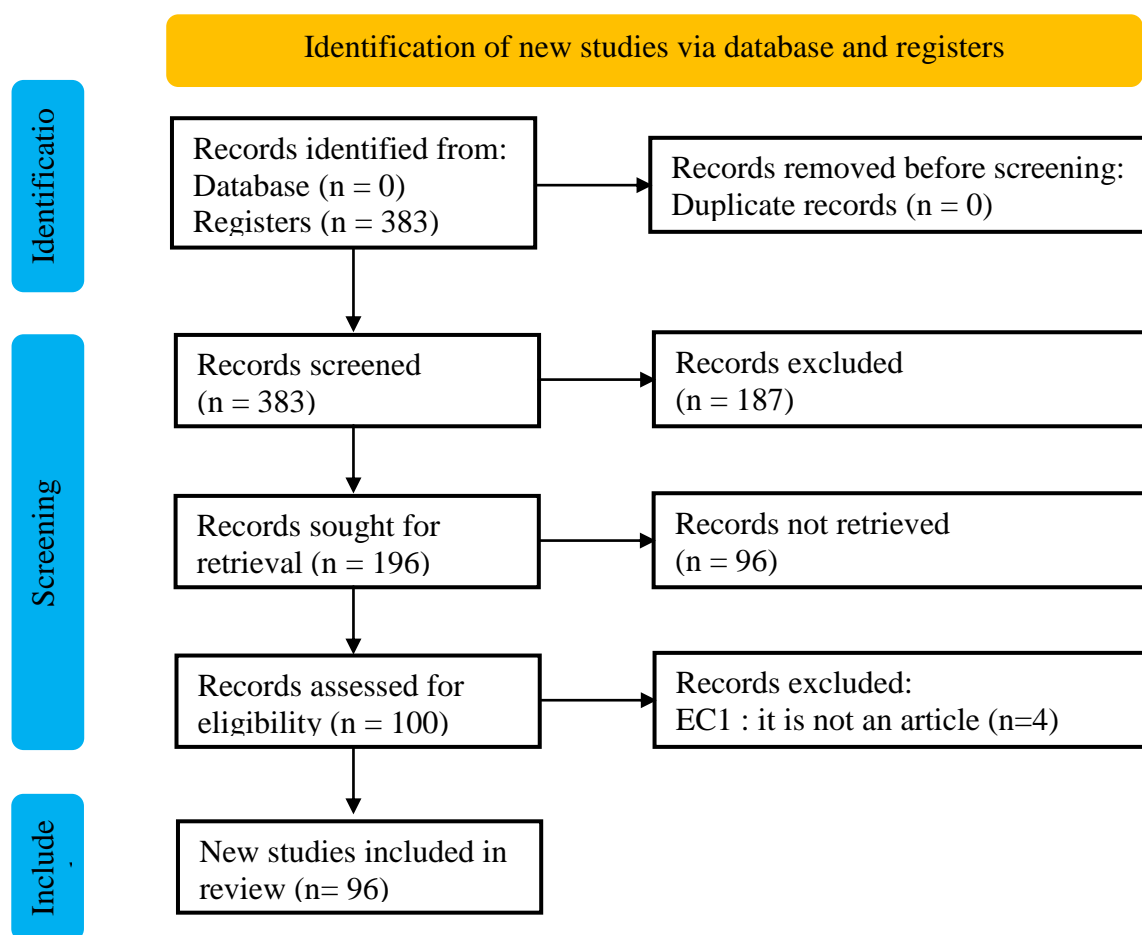 Identification of new studies via database and registers
Identificatio
Records identified from:
Database (n = 0)
Registers (n = 383)
Records removed before screening:
Duplicate records (n = 0)
Screening
Records screened
(n = 383)
Records excluded
(n = 187)
Records sought for
retrieval (n = 196)
Records not retrieved
(n = 96)
Records assessed for
eligibility (n = 100)
Records excluded:
EC1 : it is not an article (n=4)
Include
New studies included in
review (n= 96)